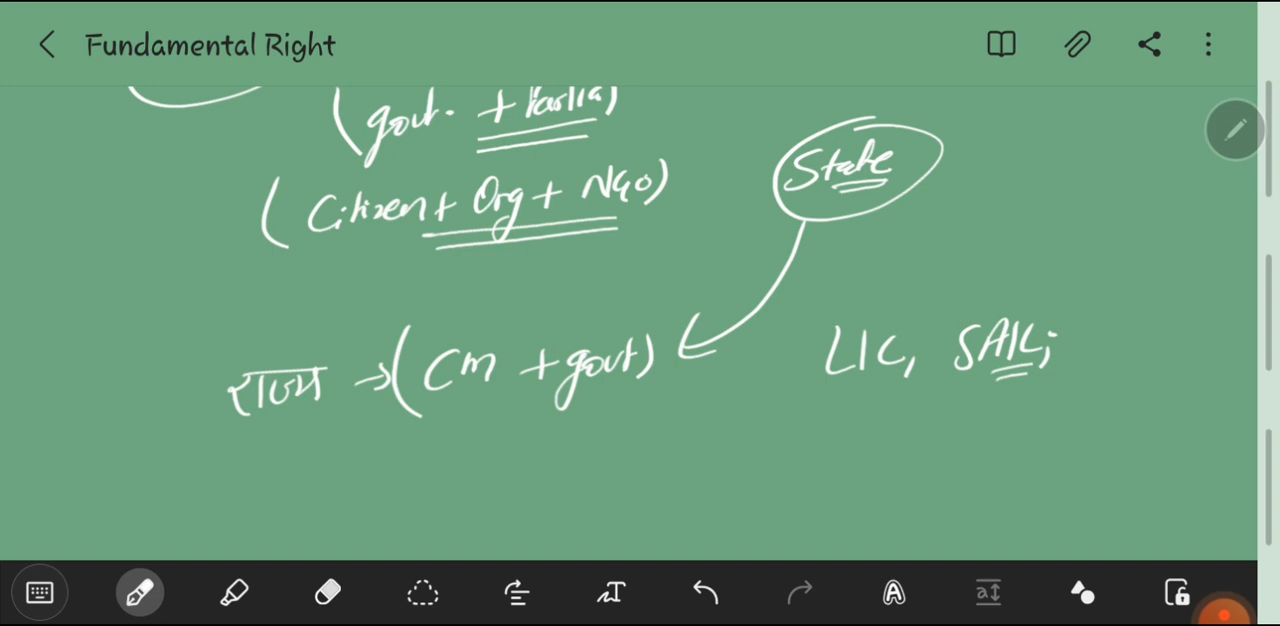 Fundamental Right
(govt. + Parlia)
(Citizen + Org + NGO)
State
राज्य → (Cm + govt)
LIC, SAIL,